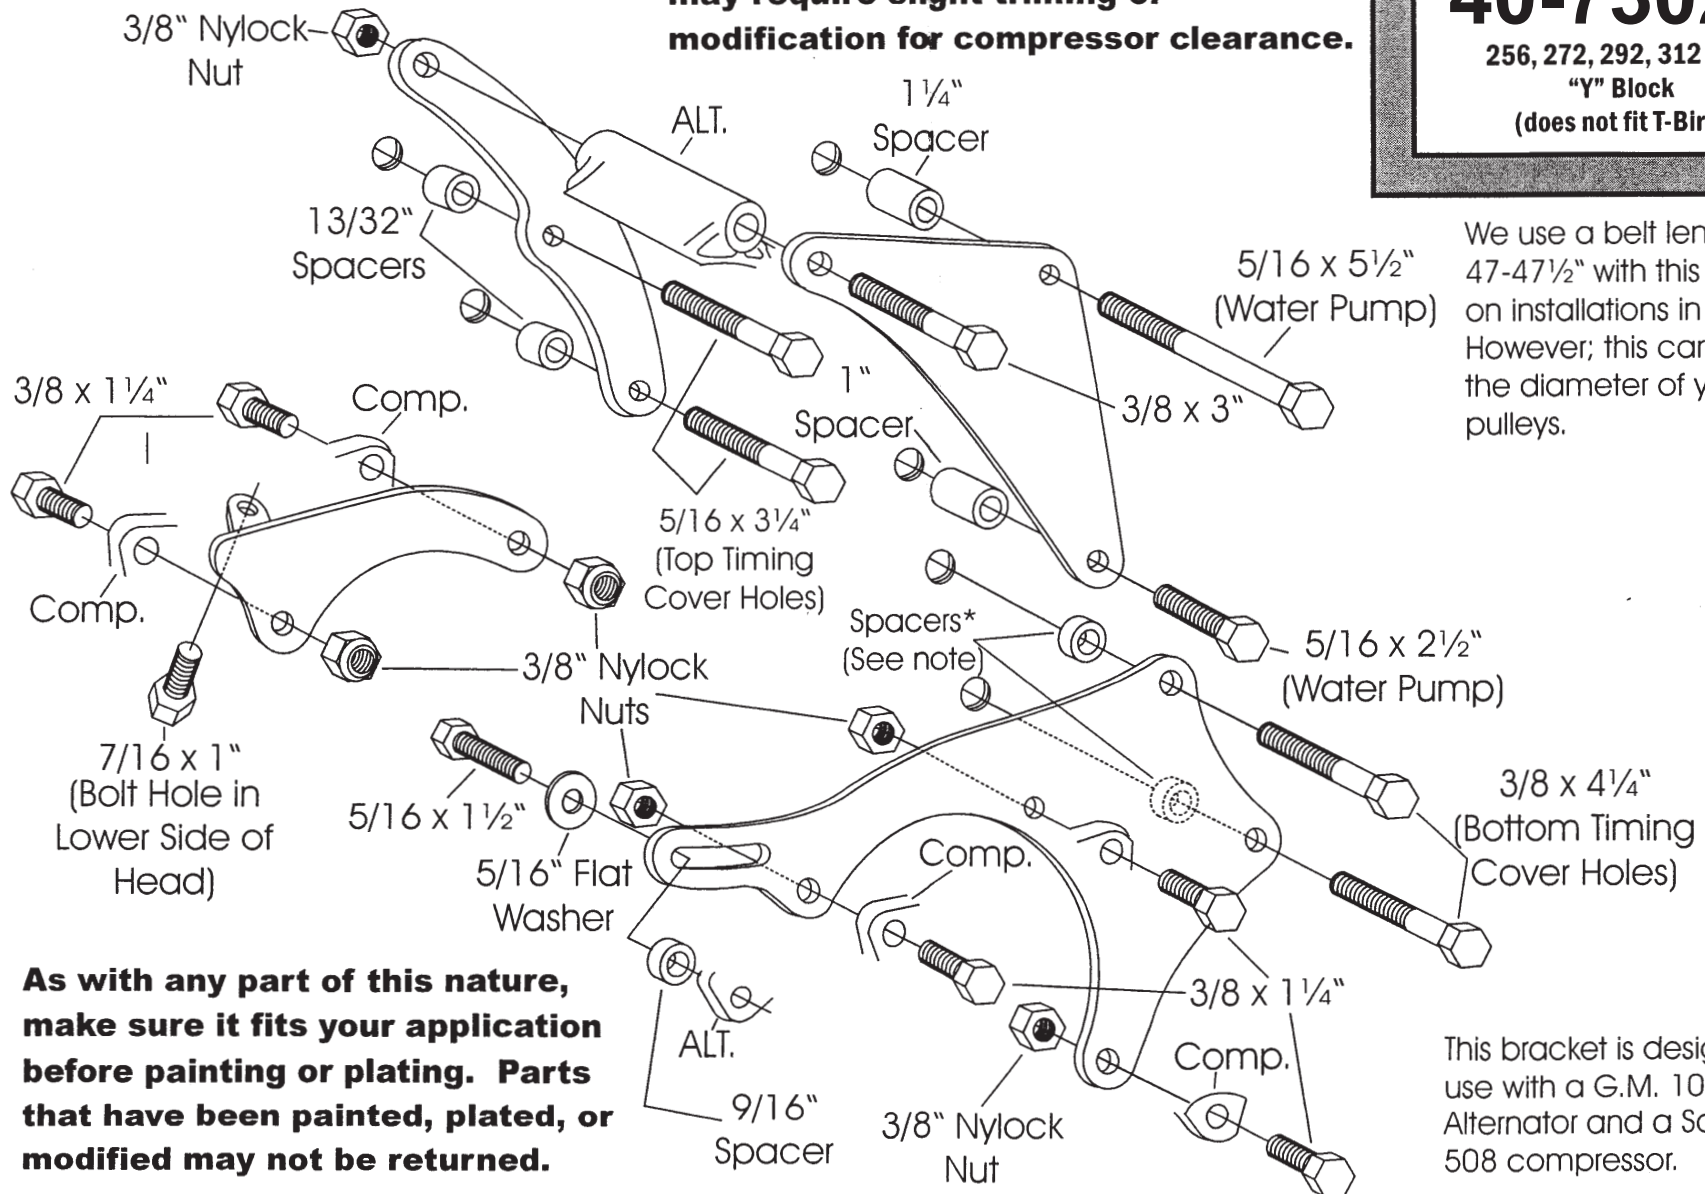 modification for compressor clearance.
256, 272, 292, 312
“Y” Block
(does not fit T-Bir
3/8" Nylock
Nut
ALT.
1¼"
Spacer
13/32"
Spacers
5/16 x 5½"
(Water Pump)
We use a belt len
47-47½" with this
on installations in
However; this car
the diameter of y
pulleys.
3/8 x 1¼"
Comp.
1"
Spacer
3/8 x 3"
5/16 x 3¼"
(Top Timing
Cover Holes)
Comp.
Spacers*
(See note)
5/16 x 2½"
(Water Pump)
3/8" Nylock
Nuts
7/16 x 1"
(Bolt Hole in
Lower Side of
Head)
5/16 x 1½"
5/16" Flat
Washer
Comp.
3/8 x 4¼"
(Bottom Timing
Cover Holes)
As with any part of this nature,
make sure it fits your application
before painting or plating. Parts
that have been painted, plated, or
modified may not be returned.
ALT.
9/16"
Spacer
3/8 x 1¼"
3/8" Nylock
Nut
Comp.
This bracket is desig
use with a G.M. 10
Alternator and a Sa
508 compressor.